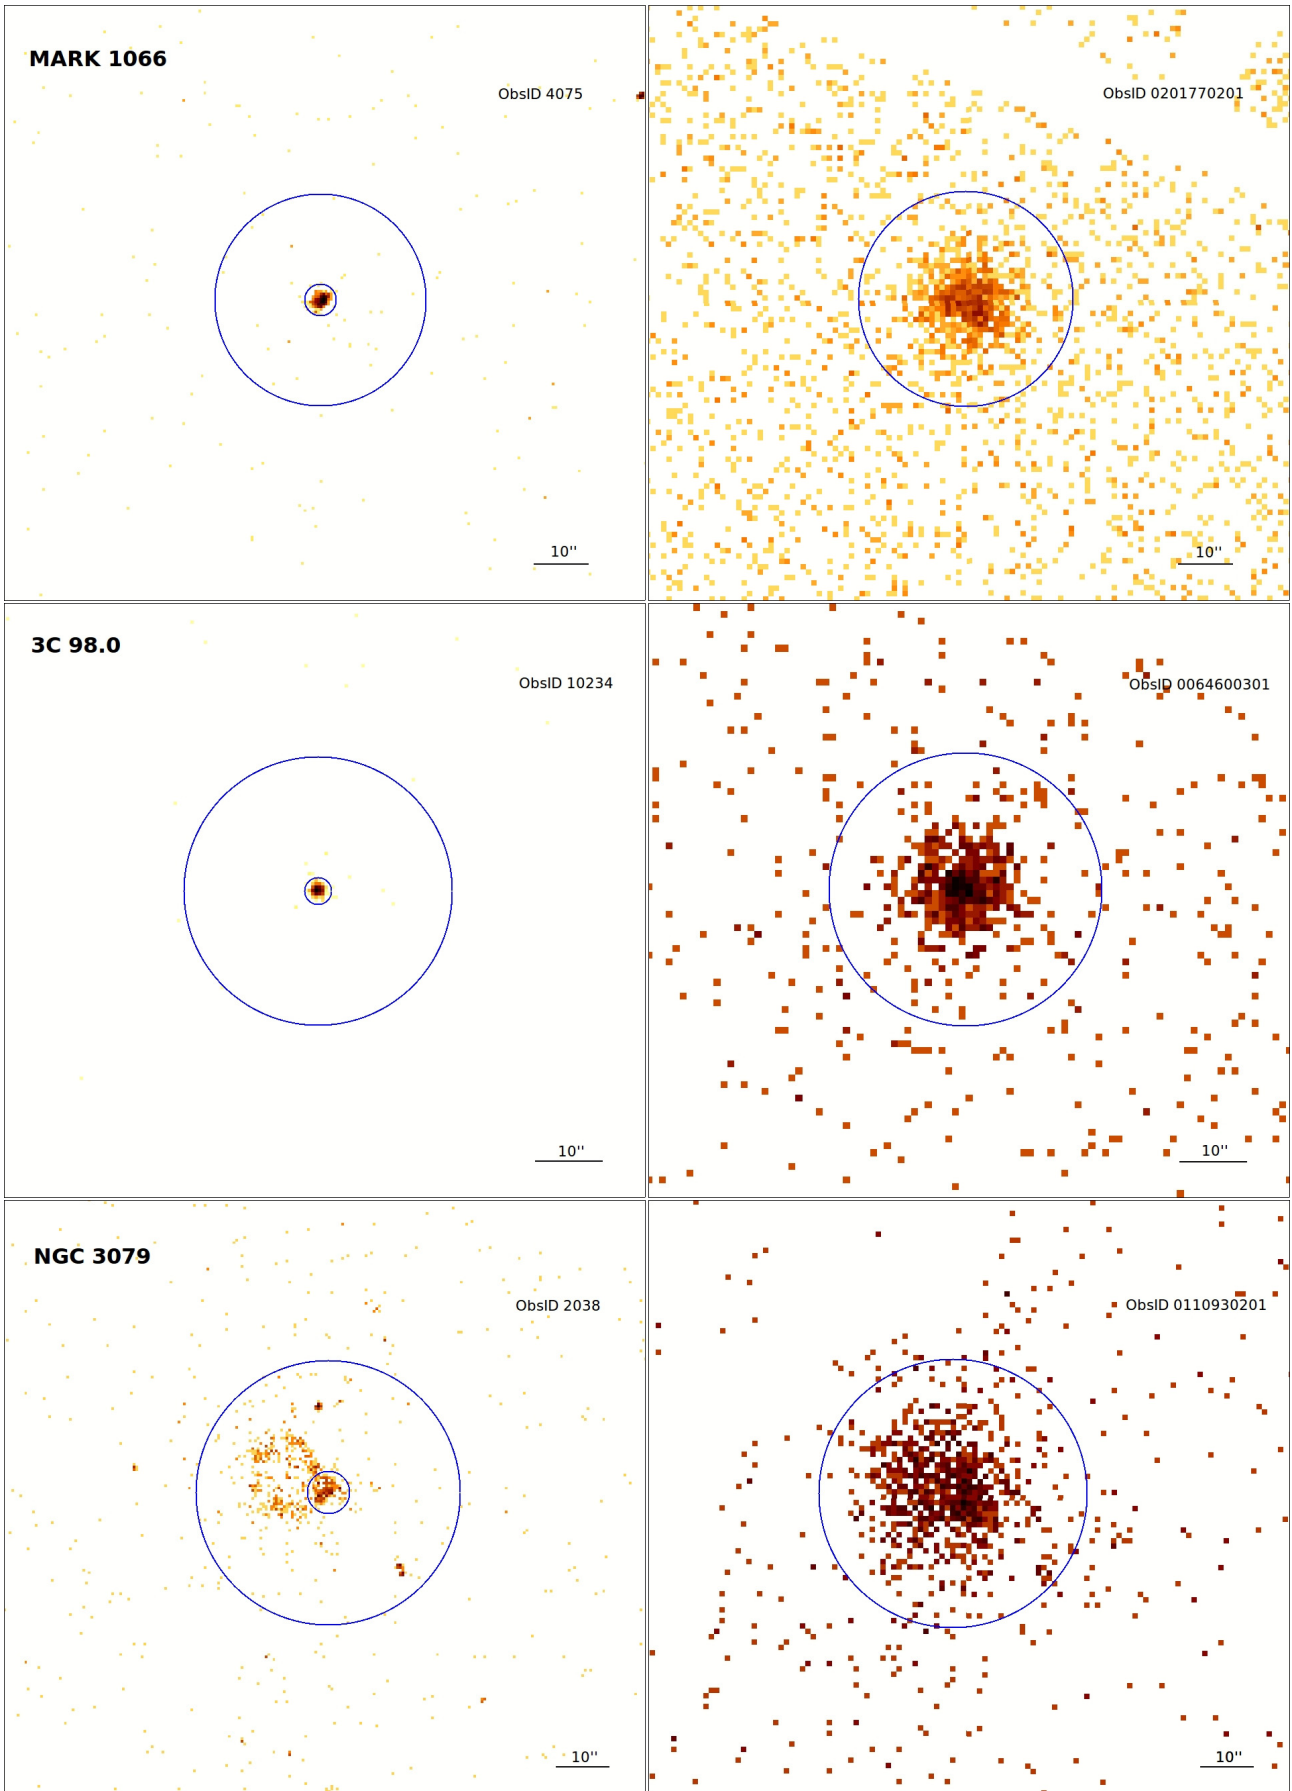 MARK 1066
ObsID 4075
10''
ObsID 0201770201
10''
3C 98.0
ObsID 10234
10''
ObsID 0064600301
10''
NGC 3079
ObsID 2038
10''
ObsID 0110930201
10''